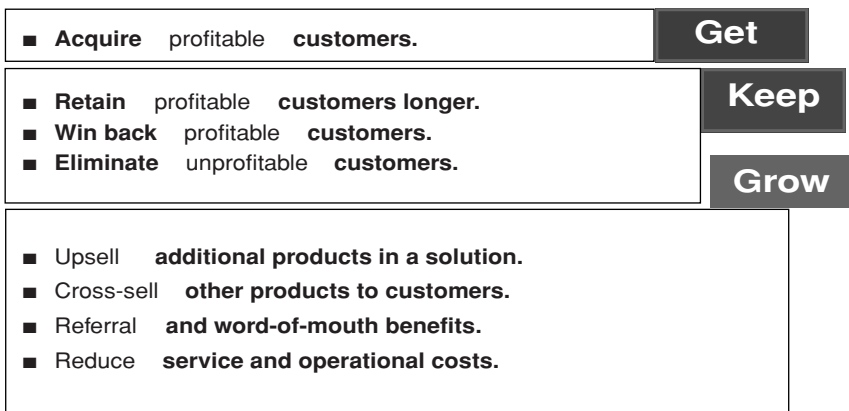 ■ Acquire profitable customers.
Get
■ Retain profitable customers longer.
■ Win back profitable customers.
■ Eliminate unprofitable customers.
Keep
Grow
■ Upsell additional products in a solution.
■ Cross-sell other products to customers.
■ Referral and word-of-mouth benefits.
■ Reduce service and operational costs.